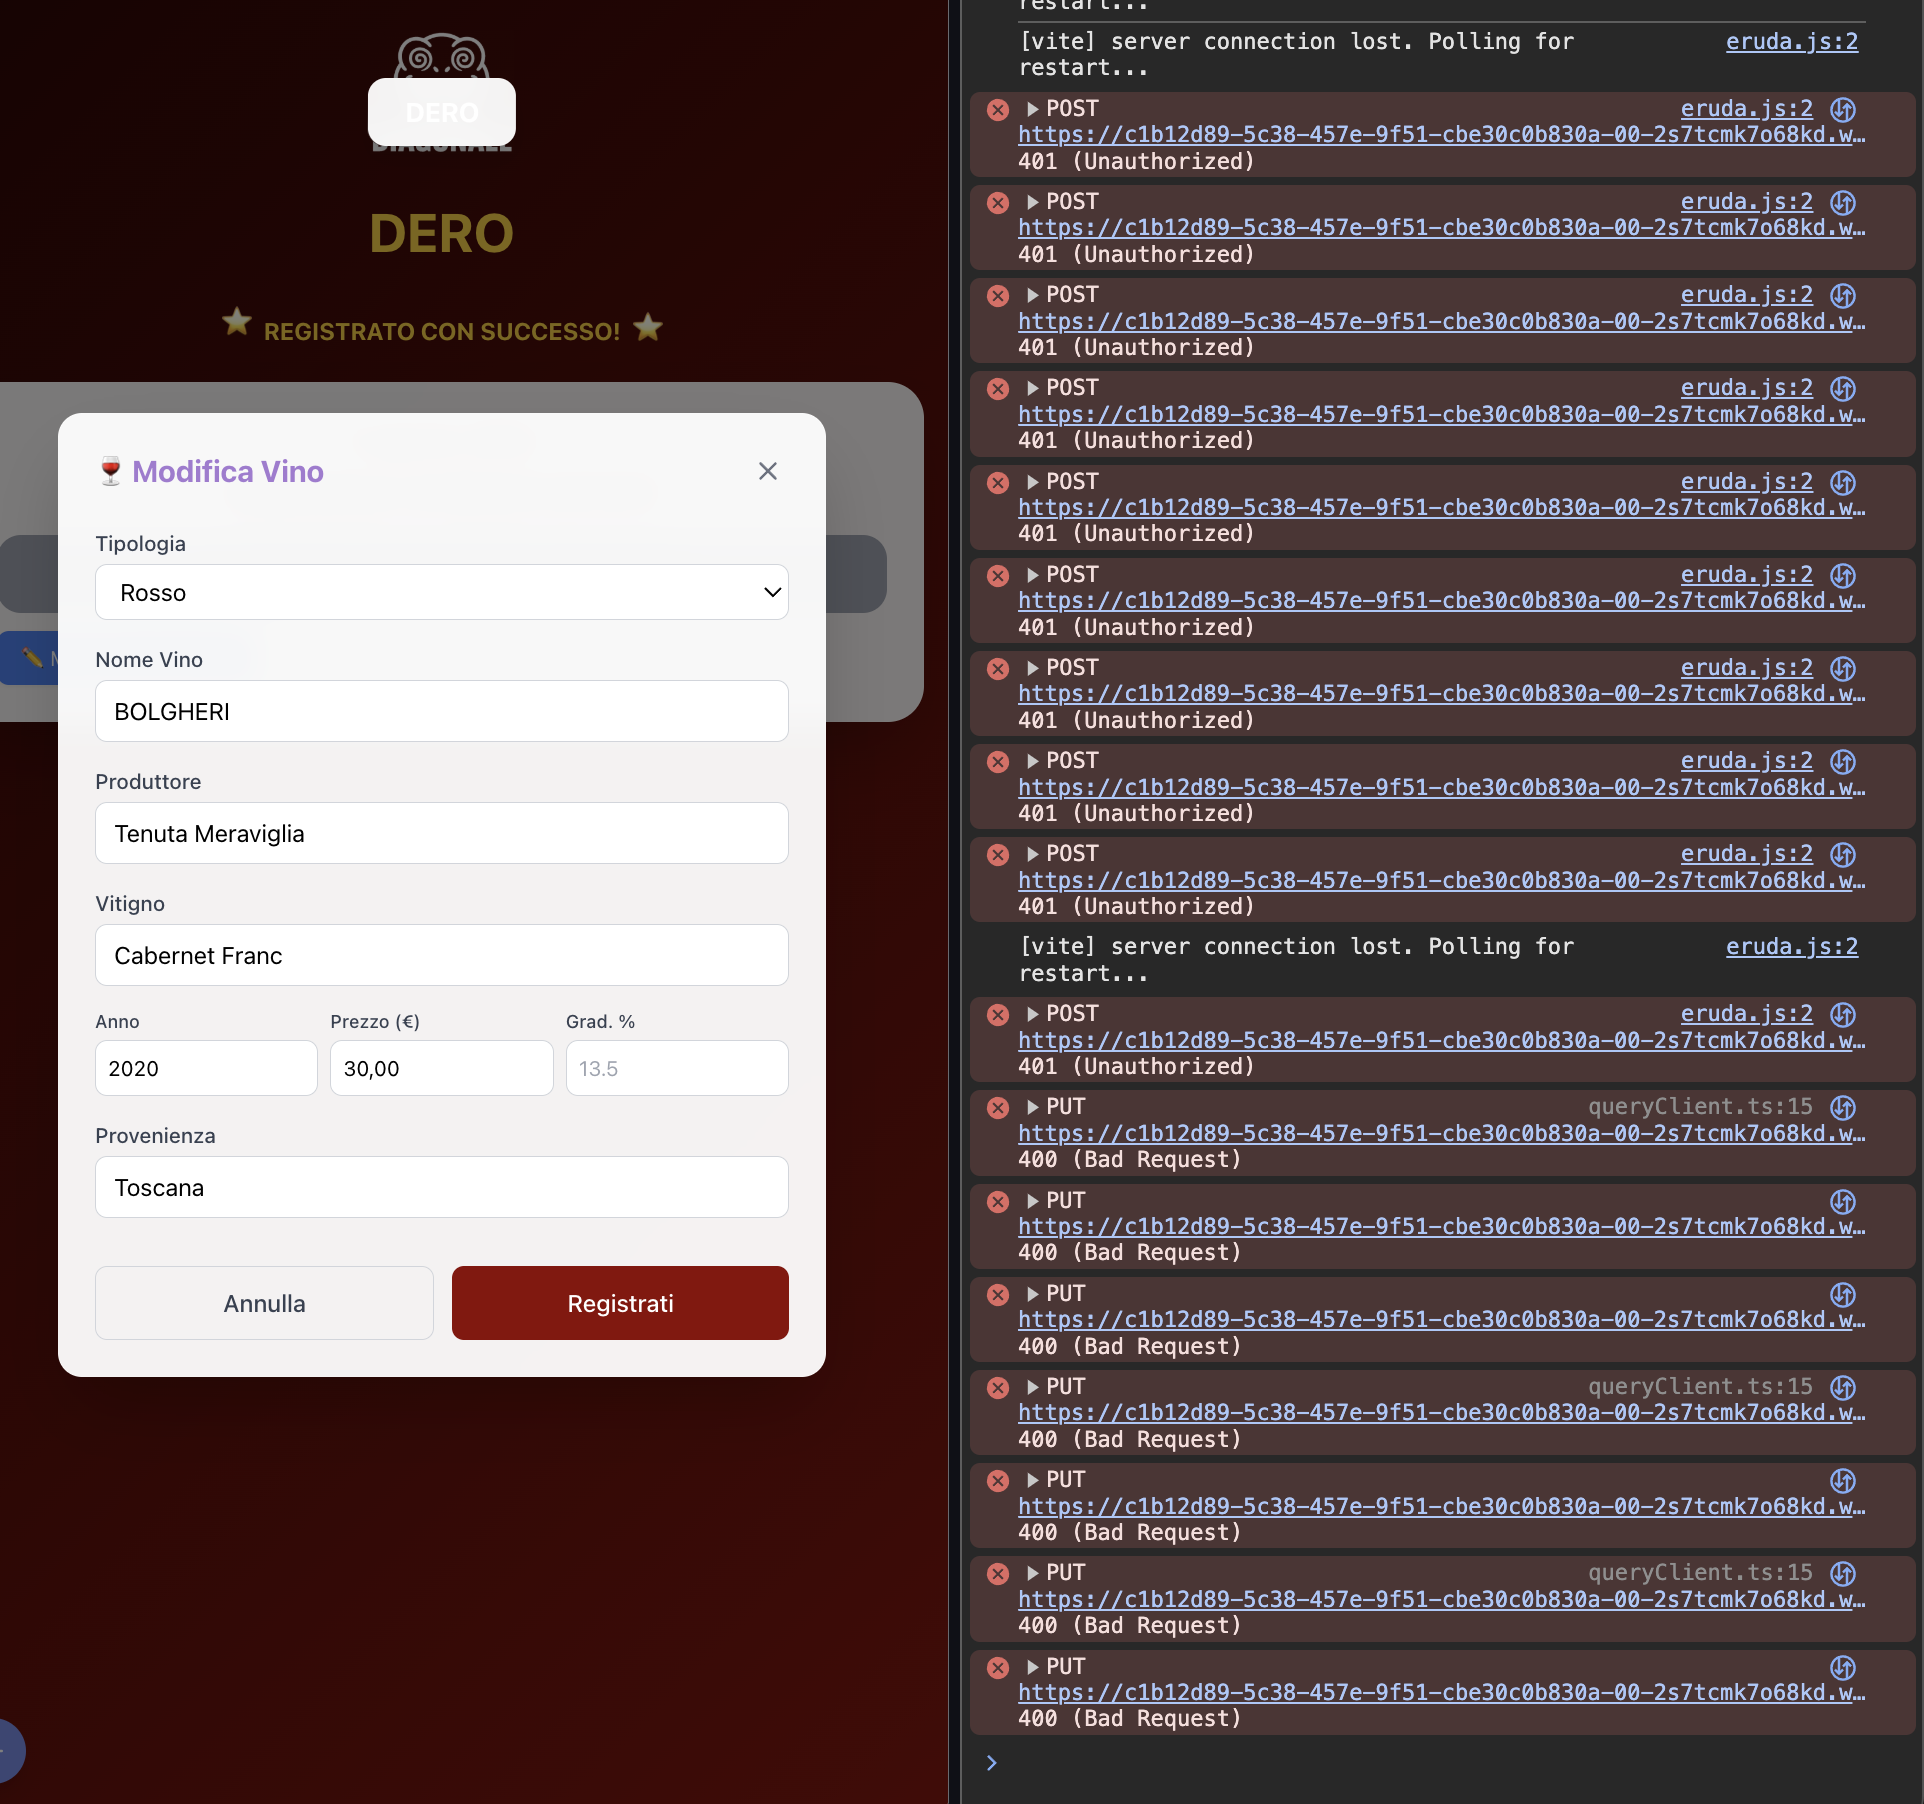 DERO
DIAGONALE
DERO
REGISTRATO CON SUCCESSO!
Modifica Vino
Tipologia
Rosso
Nome Vino
BOLGHERI
Produttore
Tenuta Meraviglia
Vitigno
Cabernet Franc
Anno
Prezzo (€)
Grad. %
2020
30,00
13.5
Provenienza
Toscana
Annulla
Registrati
M
restart...
[vite] server connection lost. Polling for eruda.js:2
restart...
POST eruda.js:2
https://c1b12d89-5c38-457e-9f51-cbe30c0b830a-00-2s7tcmk7o68kd.w…
401 (Unauthorized)
POST eruda.js:2
https://c1b12d89-5c38-457e-9f51-cbe30c0b830a-00-2s7tcmk7o68kd.w…
401 (Unauthorized)
POST eruda.js:2
https://c1b12d89-5c38-457e-9f51-cbe30c0b830a-00-2s7tcmk7o68kd.w…
401 (Unauthorized)
POST eruda.js:2
https://c1b12d89-5c38-457e-9f51-cbe30c0b830a-00-2s7tcmk7o68kd.w…
401 (Unauthorized)
POST eruda.js:2
https://c1b12d89-5c38-457e-9f51-cbe30c0b830a-00-2s7tcmk7o68kd.w…
401 (Unauthorized)
POST eruda.js:2
https://c1b12d89-5c38-457e-9f51-cbe30c0b830a-00-2s7tcmk7o68kd.w…
401 (Unauthorized)
POST eruda.js:2
https://c1b12d89-5c38-457e-9f51-cbe30c0b830a-00-2s7tcmk7o68kd.w…
401 (Unauthorized)
POST eruda.js:2
https://c1b12d89-5c38-457e-9f51-cbe30c0b830a-00-2s7tcmk7o68kd.w…
401 (Unauthorized)
POST eruda.js:2
https://c1b12d89-5c38-457e-9f51-cbe30c0b830a-00-2s7tcmk7o68kd.w…
401 (Unauthorized)
[vite] server connection lost. Polling for eruda.js:2
restart...
POST eruda.js:2
https://c1b12d89-5c38-457e-9f51-cbe30c0b830a-00-2s7tcmk7o68kd.w…
401 (Unauthorized)
PUT queryClient.ts:15
https://c1b12d89-5c38-457e-9f51-cbe30c0b830a-00-2s7tcmk7o68kd.w…
400 (Bad Request)
PUT
https://c1b12d89-5c38-457e-9f51-cbe30c0b830a-00-2s7tcmk7o68kd.w…
400 (Bad Request)
PUT
https://c1b12d89-5c38-457e-9f51-cbe30c0b830a-00-2s7tcmk7o68kd.w…
400 (Bad Request)
PUT queryClient.ts:15
https://c1b12d89-5c38-457e-9f51-cbe30c0b830a-00-2s7tcmk7o68kd.w…
400 (Bad Request)
PUT
https://c1b12d89-5c38-457e-9f51-cbe30c0b830a-00-2s7tcmk7o68kd.w…
400 (Bad Request)
PUT queryClient.ts:15
https://c1b12d89-5c38-457e-9f51-cbe30c0b830a-00-2s7tcmk7o68kd.w…
400 (Bad Request)
PUT
https://c1b12d89-5c38-457e-9f51-cbe30c0b830a-00-2s7tcmk7o68kd.w…
400 (Bad Request)